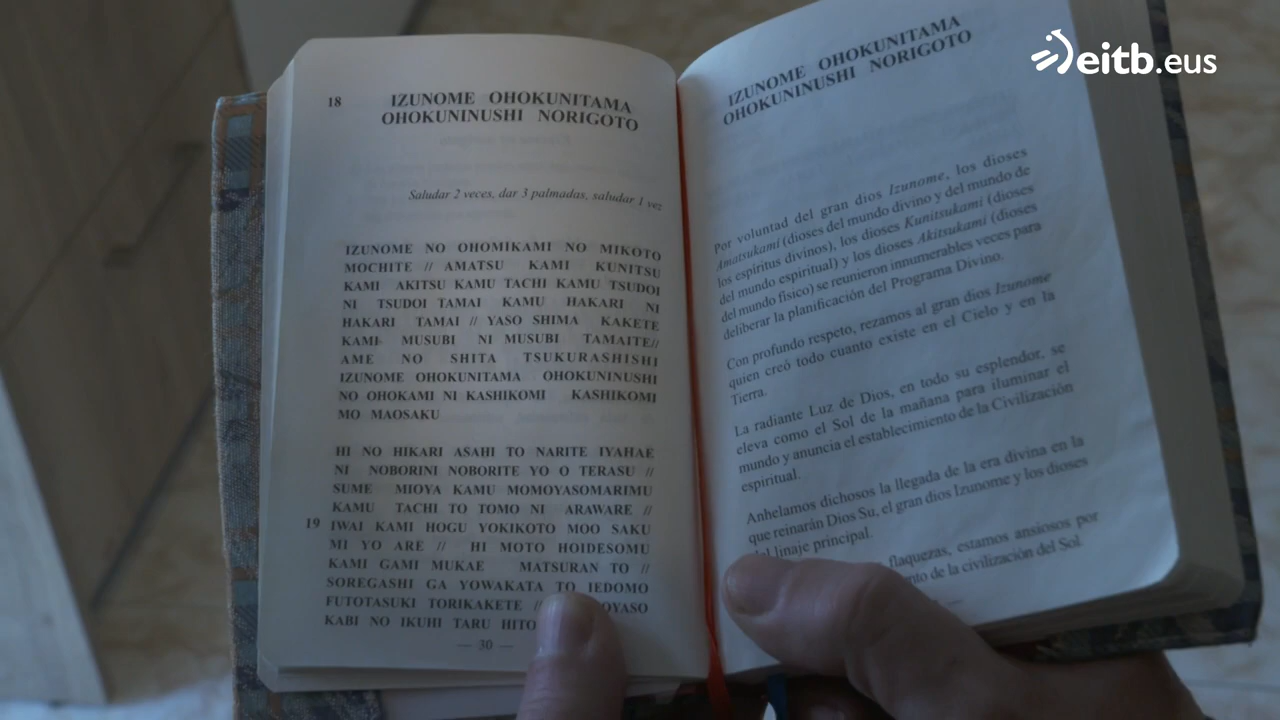 eitb.eus
18
IZUNOME OHOKUNITAMA
OHOKUNINUSHI NORIGOTO
Saludar 2 veces, dar 3 palmadas, saludar 1 vez
IZUNOME NO OHOMIKAMI NO MIKOTO
MOCHITE // AMATSU KAMI KUNITSU
KAMI AKITSU KAMU TACHI KAMU TSUDOI
NI TSUDOI TAMAI KAMU HAKARI NI
HAKARI TAMAI // YASO SHIMA KAKETE
KAMI MUSUBI NI MUSUBI TAMAITE//
AME NO SHITA TSUKURASHISHI
IZUNOME OHOKUNITAMA OHOKUNINUSHI
NO OHOKAMI NI KASHIKOMI KASHIKOMI
MO MAOSAKU
HI NO HIKARI ASAHI TO NARITE IYAHAE
NI NOBORINI NOBORITE YO O TERASU //
SUME MIOYA KAMU MOMOYASOMARIMU
KAMU TACHI TO TOMO NI ARAWARE //
19 IWAI KAMI HOGU YOKIKOTO MOO SAKU
MI YO ARE // HI MOTO HOIDESOMU
KAMI GAMI MUKAE MATSURAN TO //
SOREGASHI GA YOWAKATA TO IEDOMO
FUTOTASUKI TORIKAKETE //
KABI NO IKUHI TARU
— 30 —
IZUNOME OHOKUNITAMA
OHOKUNINUSHI NORIGOTO
Por voluntad del gran dios Izunome, los dioses
Amatsukami (dioses del mundo divino y del mundo de
los espíritus divinos), los dioses Kunitsukami (dioses
del mundo espiritual) y los dioses Akitsukami (dioses
del mundo físico) se reunieron innumerables veces para
deliberar la planificación del Programa Divino.
Con profundo respeto, rezamos al gran dios Izunome
quien creó todo cuanto existe en el Cielo y en la
Tierra.
La radiante Luz de Dios, en todo su esplendor, se
eleva como el Sol de la mañana para iluminar el
mundo y anuncia el establecimiento de la Civilización
espiritual.
Anhelamos dichosos la llegada de la era divina en la
que reinarán Dios Su, el gran dios Izunome y los dioses
del linaje principal.
flaquezas, estamos ansiosos por
de la civilización del Sol